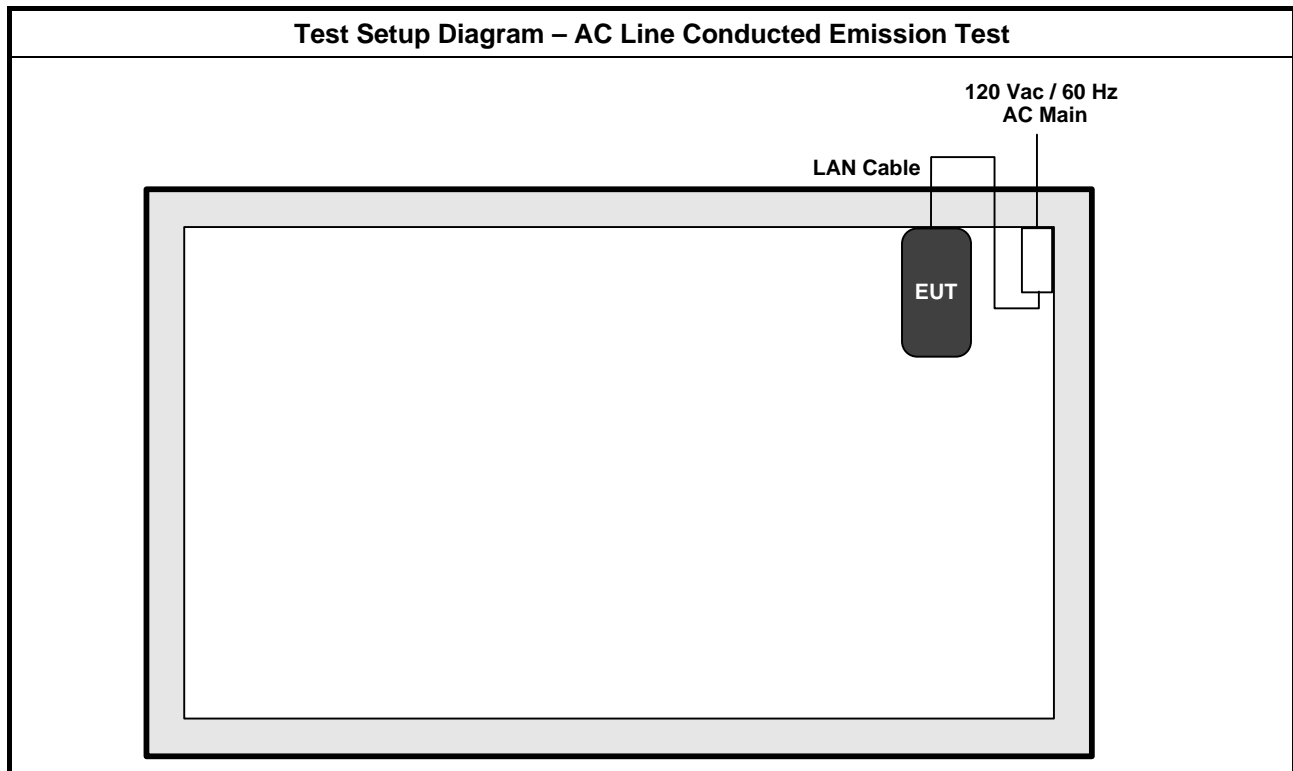 Test Setup Diagram – AC Line Conducted Emission Test
120 Vac / 60 Hz
AC Main
LAN Cable
EUT